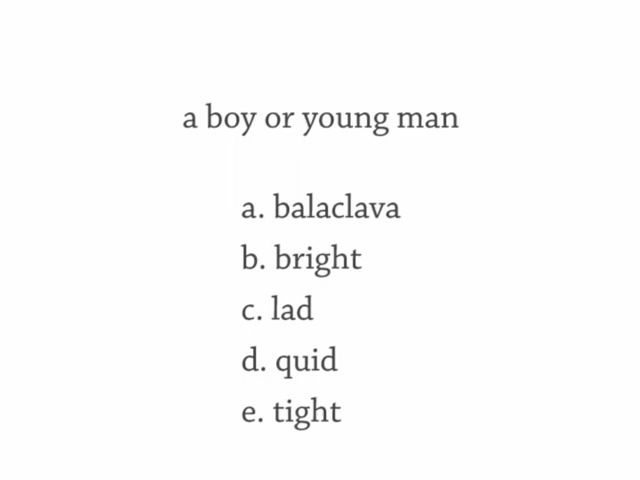 a boy or young man
a. balaclava
b. bright
c. lad
d. quid
e. tight